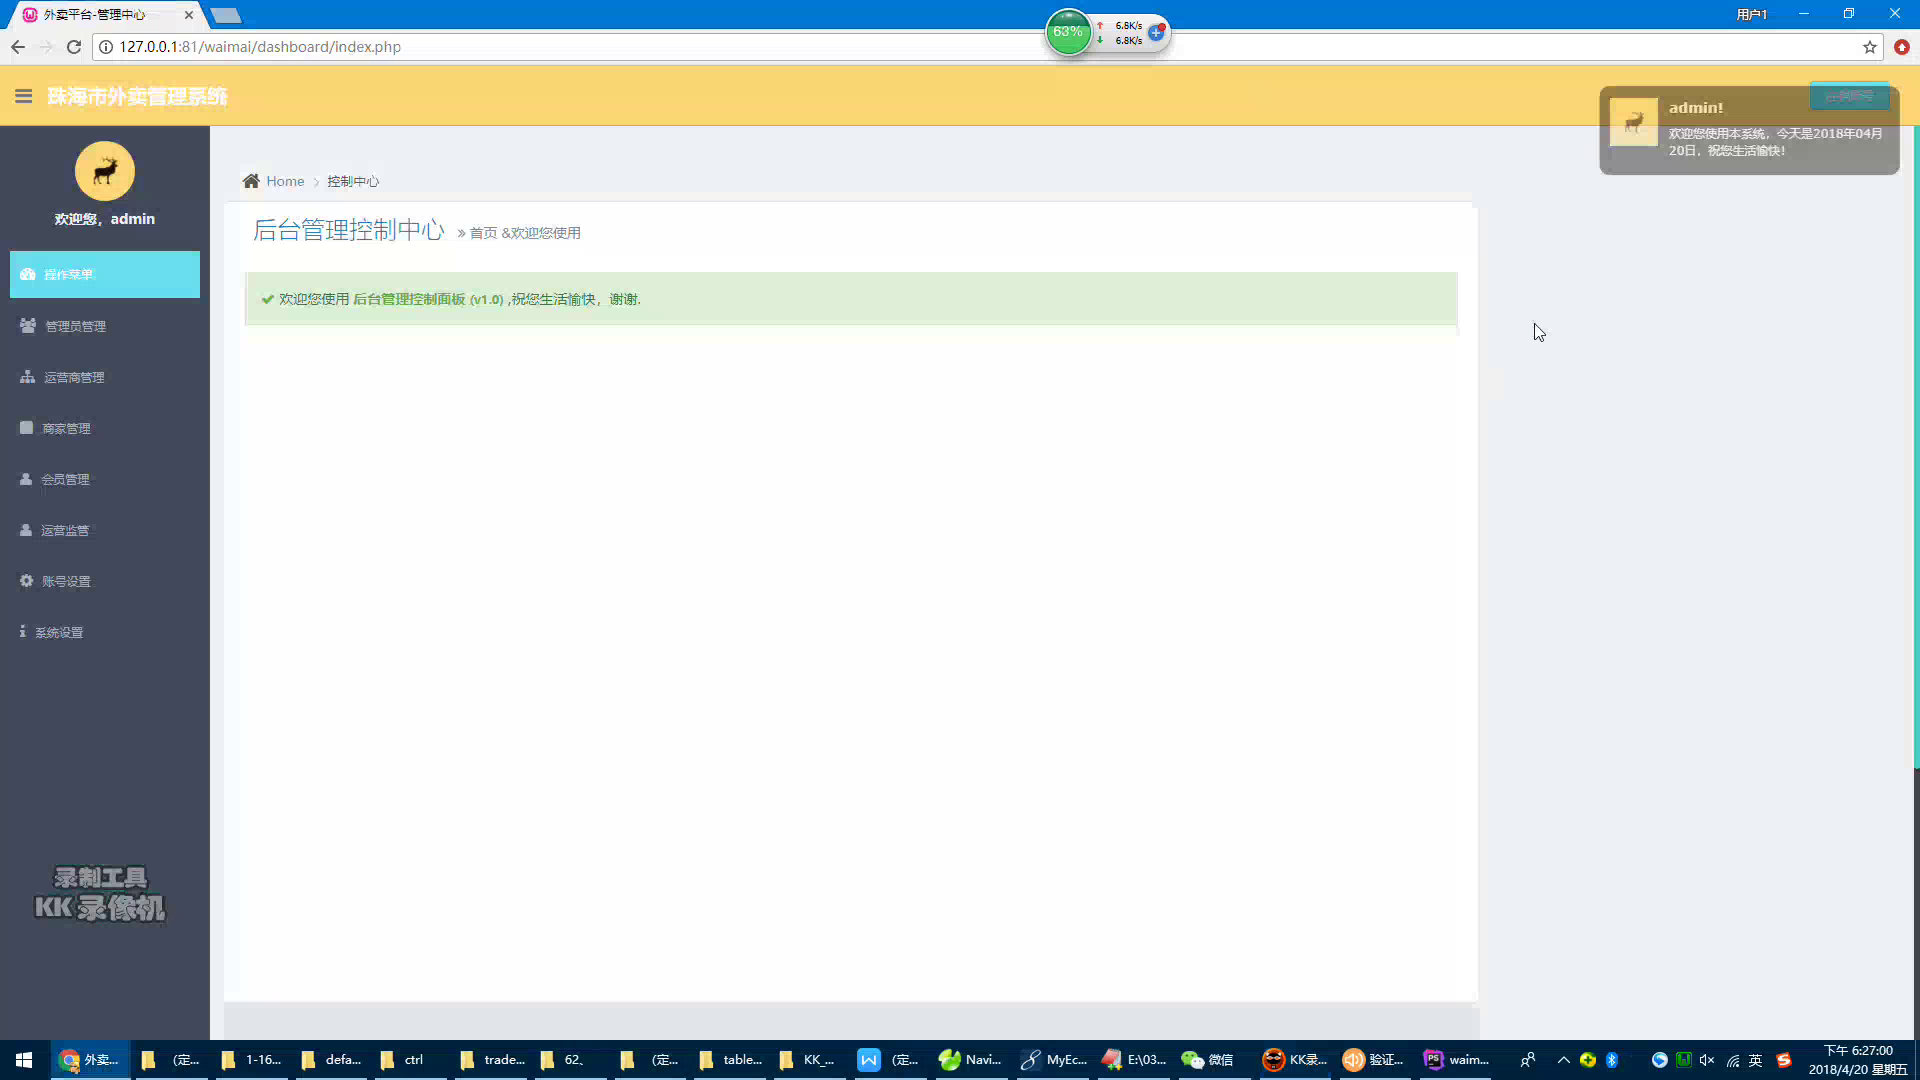 外卖平台-管理中心
用户1
127.0.0.1:81/waimai/dashboard/index.php
63%
6.8K/s
6.8K/s
珠海市外卖管理系统
admin!
欢迎您使用本系统，今天是2018年04月
20日，祝您生活愉快!
欢迎您，admin
Home
控制中心
后台管理控制中心 » 首页 &欢迎您使用
欢迎您使用 后台管理控制面板 (v1.0) ,祝您生活愉快，谢谢.
操作菜单
管理员管理
运营商管理
商家管理
会员管理
运营监管
账号设置
系统设置
录制工具
KK 录像机
外卖...
(定...
1-16...
defa...
ctrl
trade...
62、
(定...
table...
KK_...
(定...
Navi...
MyEc...
E:\03...
微信
KK录...
验证...
waim...
英
下午 6:27:00
2018/4/20 星期五